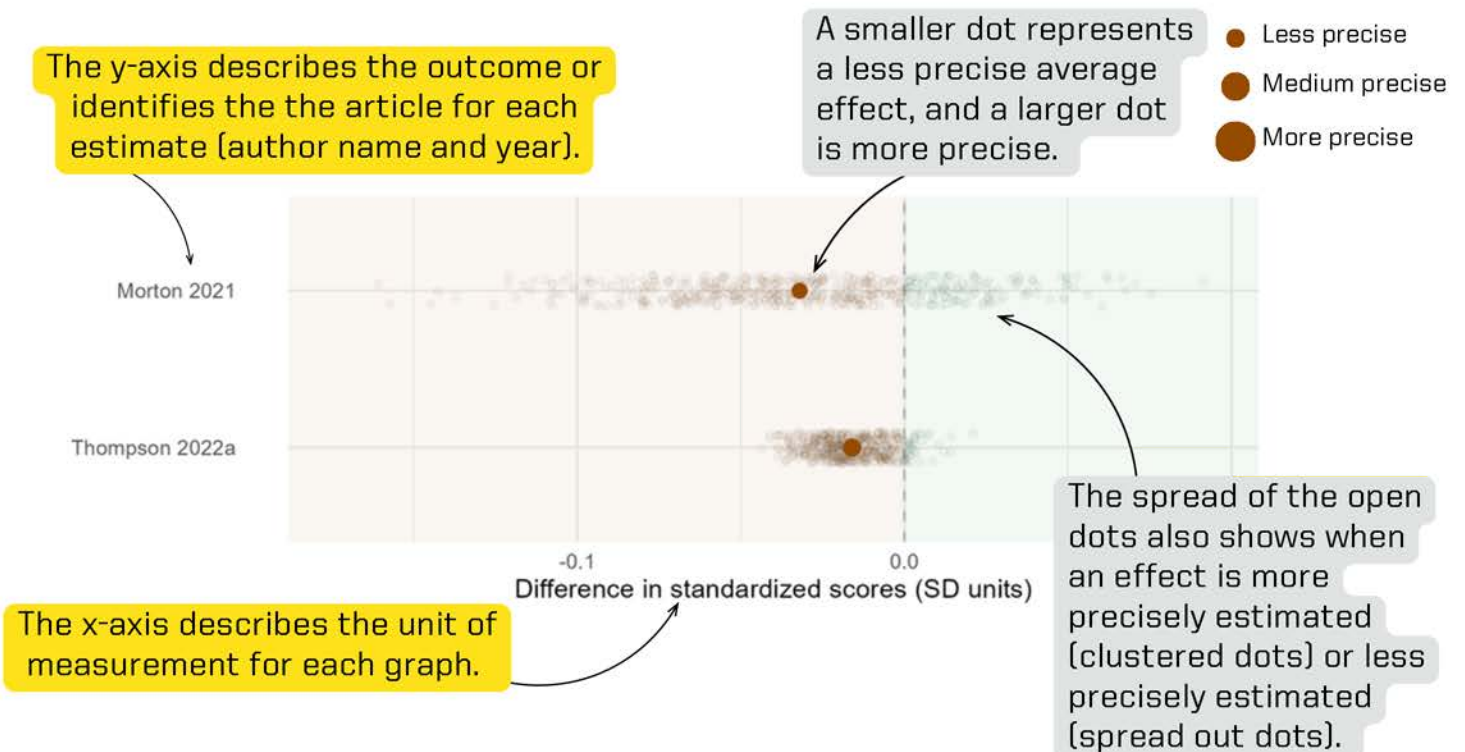 The y-axis describes the outcome or
identifies the the article for each
estimate (author name and year).
A smaller dot represents
a less precise average
effect, and a larger dot
is more precise.
Less precise
Medium precise
More precise
Morton 2021
Thompson 2022a
-0.1
0.0
Difference in standardized scores (SD units)
The x-axis describes the unit of
measurement for each graph.
The spread of the open
dots also shows when
an effect is more
precisely estimated
(clustered dots) or less
precisely estimated
(spread out dots).